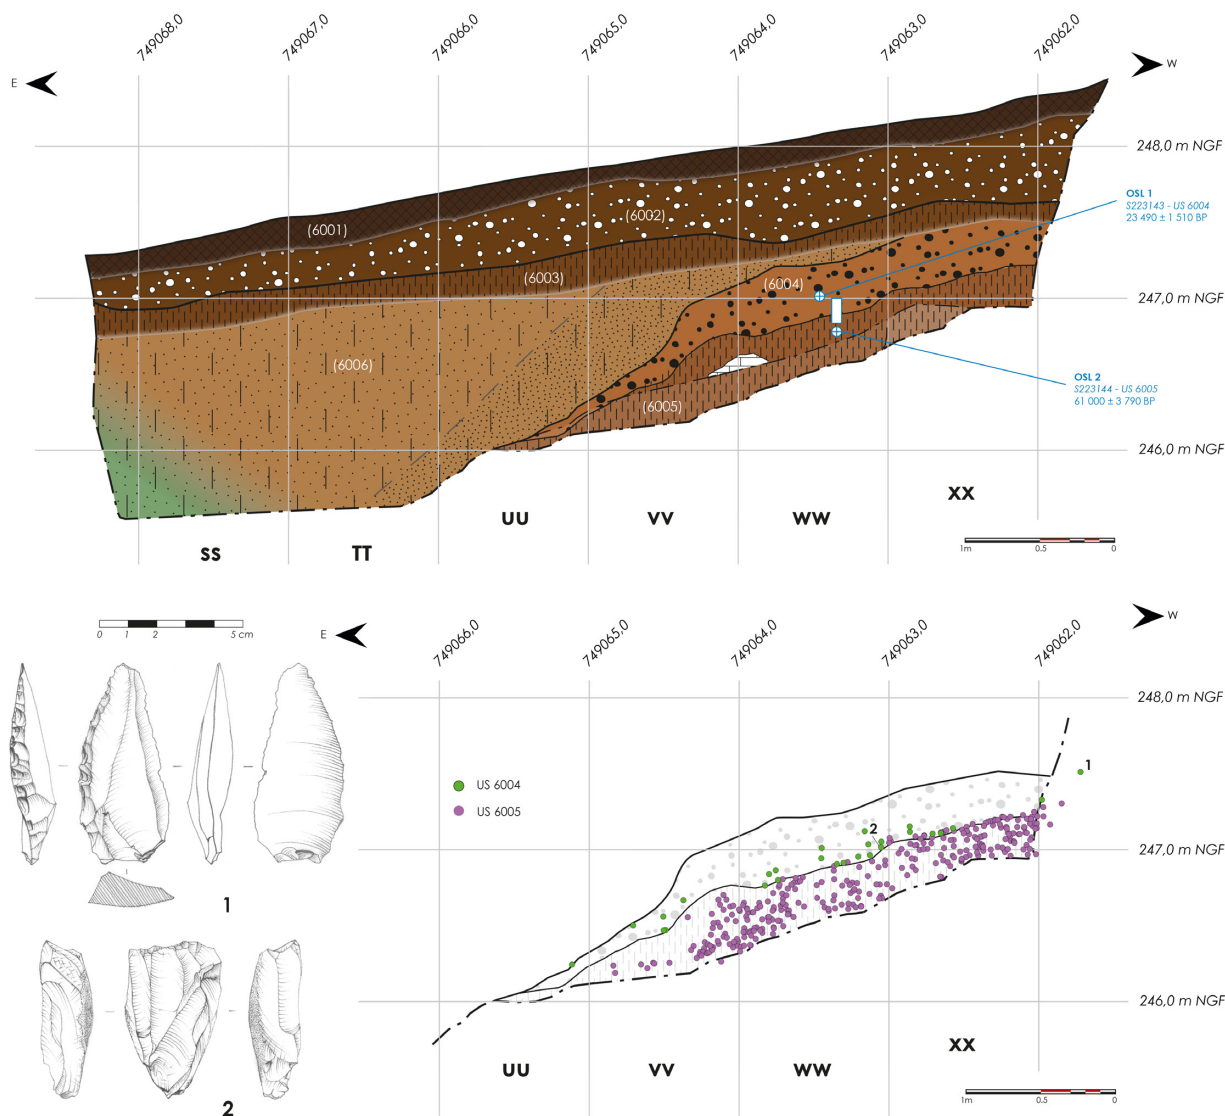 749068,0
749067,0
749066,0
749065,0
749064,0
749063,0
749062,0
E
W
248,0 m NGF
OSL 1
S223143 - US 6004
23 490 ± 1 510 BP
(6001)
(6002)
(6003)
(6004)
247,0 m NGF
(6006)
OSL 2
S223144 - US 6005
61 000 ± 3 790 BP
(6005)
246,0 m NGF
XX
UU
VV
WW
SS
TT
1m
0.5
0
0
1
2
5 cm
E
W
749066,0
749065,0
749064,0
749063,0
749062,0
248,0 m NGF
US 6004
US 6005
1
2
247,0 m NGF
1
246,0 m NGF
XX
UU
VV
WW
1m
0.5
0
2